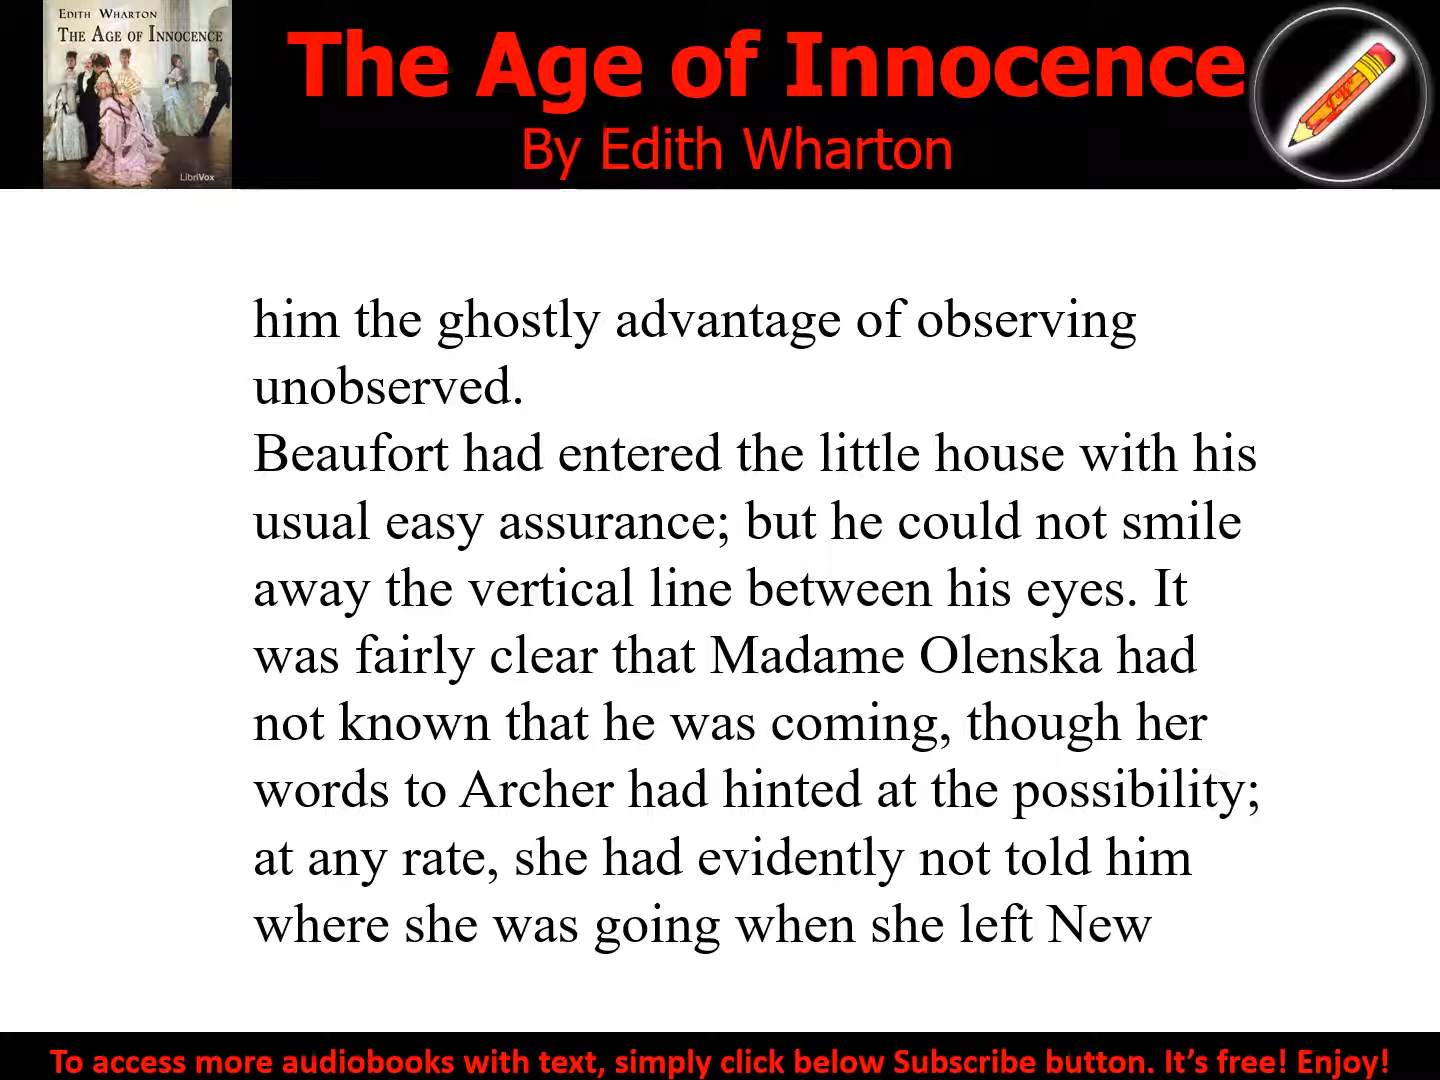 EDITH WHARTON
THE AGE OF INNOCENCE
LibriVox
The Age of Innocence
By Edith Wharton
him the ghostly advantage of observing
unobserved.
Beaufort had entered the little house with his
usual easy assurance; but he could not smile
away the vertical line between his eyes. It
was fairly clear that Madame Olenska had
not known that he was coming, though her
words to Archer had hinted at the possibility;
at any rate, she had evidently not told him
where she was going when she left New
To access more audiobooks with text, simply click below Subscribe button. It’s free! Enjoy!